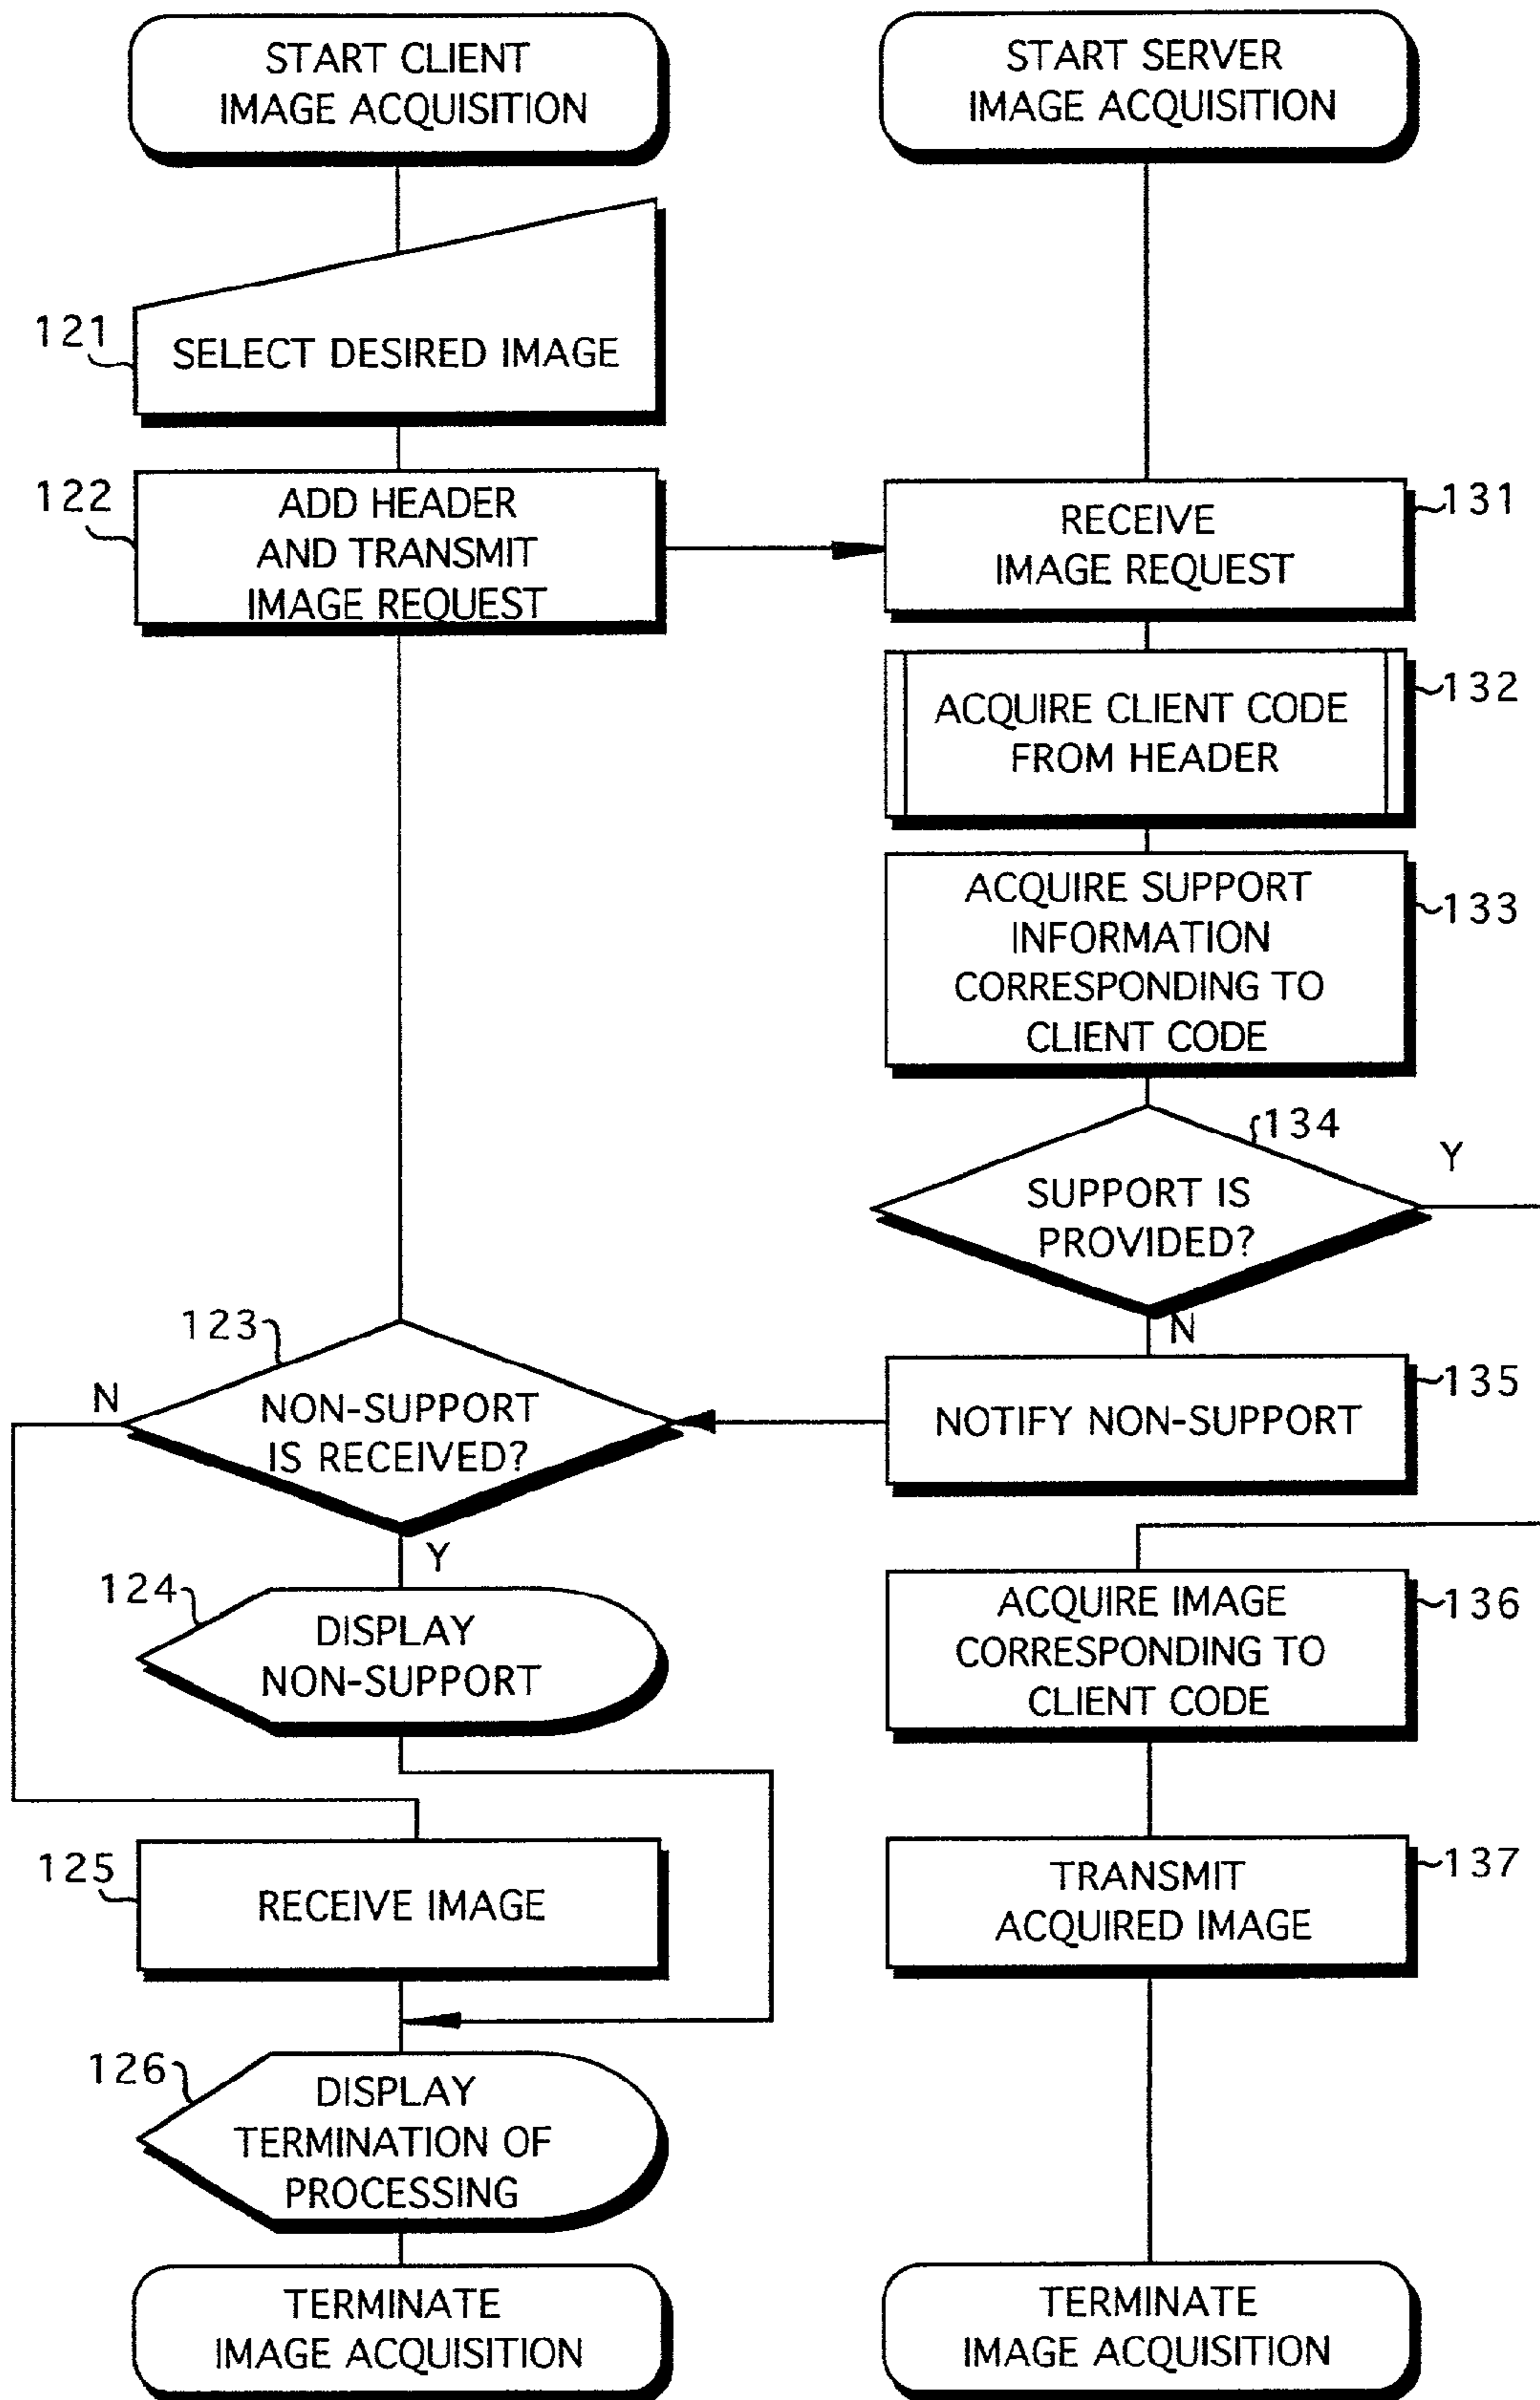 START CLIENT
IMAGE ACQUISITION
121
SELECT DESIRED IMAGE
122
ADD HEADER
AND TRANSMIT
IMAGE REQUEST
123
N
NON-SUPPORT
IS RECEIVED?
Y
124
DISPLAY
NON-SUPPORT
125
RECEIVE IMAGE
126
DISPLAY
TERMINATION OF
PROCESSING
TERMINATE
IMAGE ACQUISITION
START SERVER
IMAGE ACQUISITION
RECEIVE
IMAGE REQUEST
131
ACQUIRE CLIENT CODE
FROM HEADER
132
ACQUIRE SUPPORT
INFORMATION
CORRESPONDING TO
CLIENT CODE
133
134
Y
SUPPORT IS
PROVIDED?
N
135
NOTIFY NON-SUPPORT
ACQUIRE IMAGE
CORRESPONDING TO
CLIENT CODE
136
TRANSMIT
ACQUIRED IMAGE
137
TERMINATE
IMAGE ACQUISITION